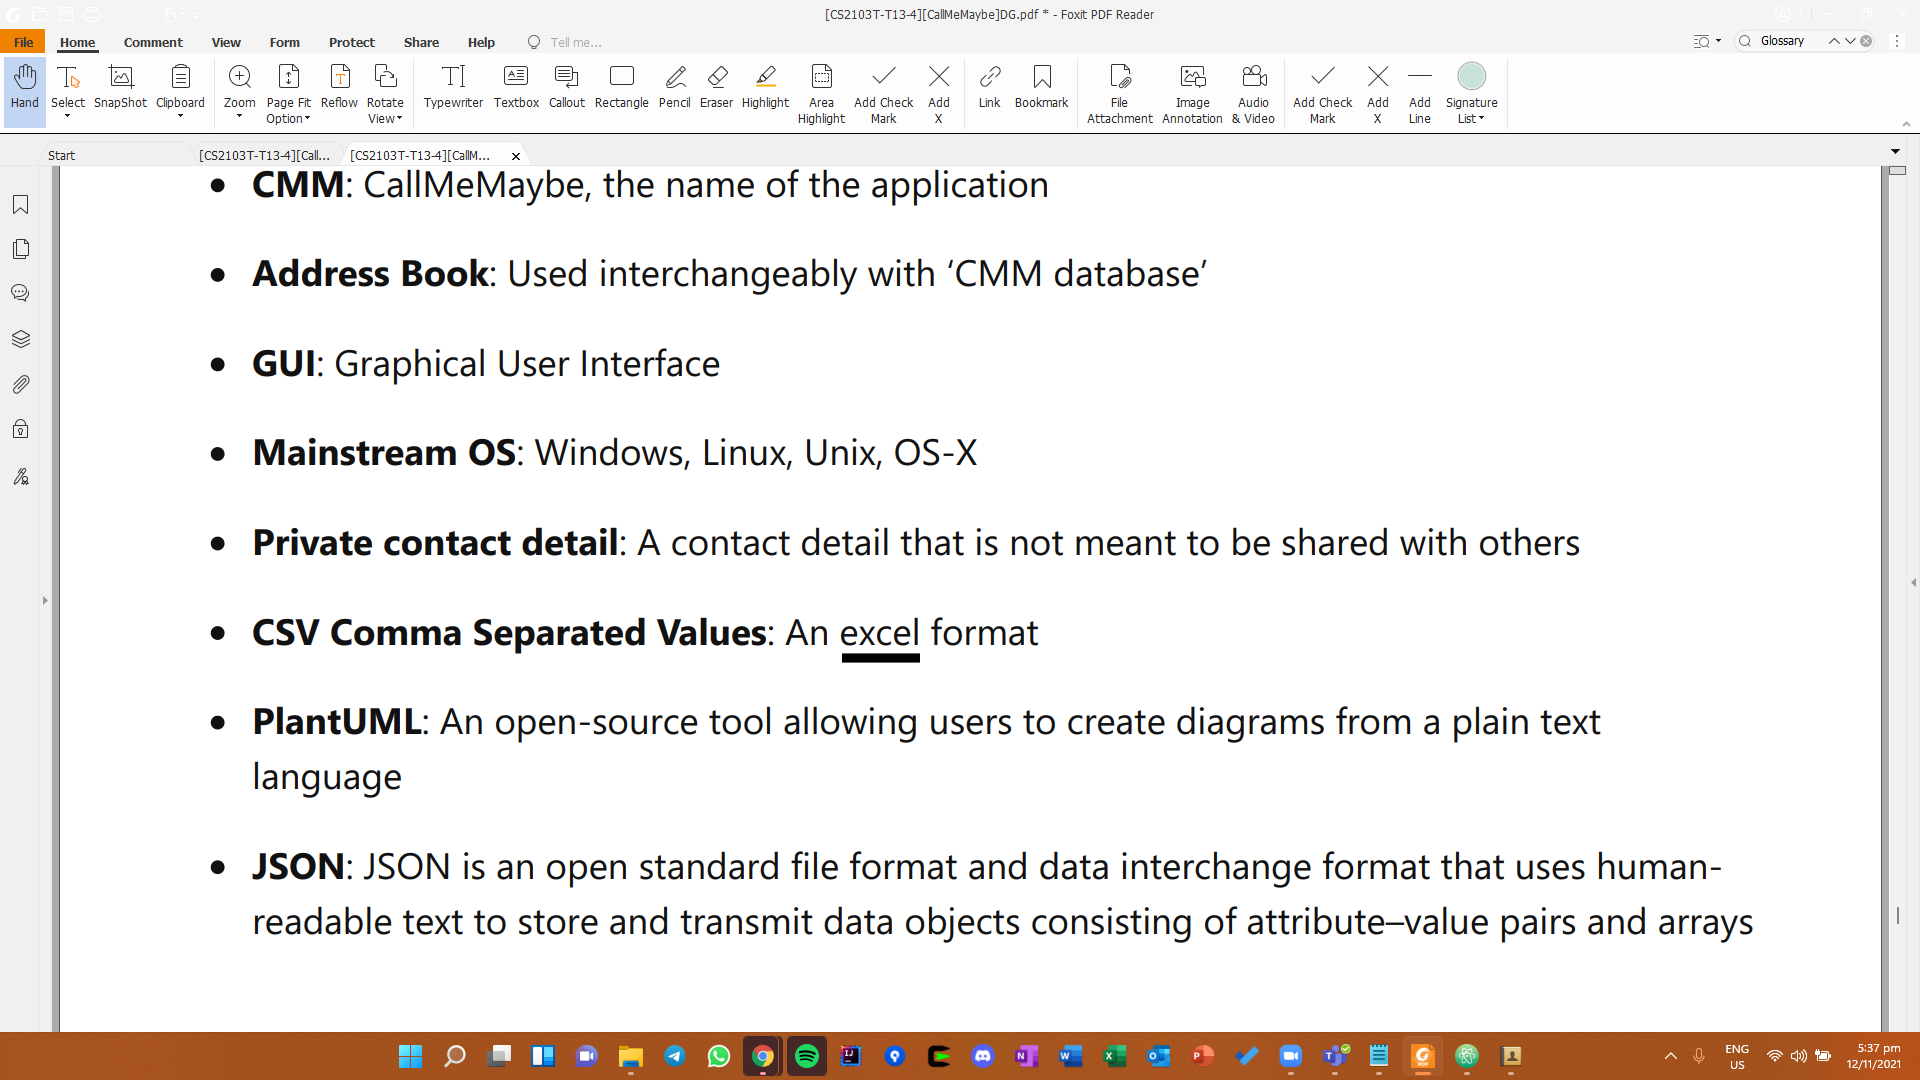 [CS2103T-T13-4][CallMeMaybe]DG.pdf * - Foxit PDF Reader
File Home Comment View Form Protect Share Help Tell me... Glossary
Hand Select SnapShot Clipboard Zoom Page Fit Option Reflow Rotate View Typewriter Textbox Callout Rectangle Pencil Eraser Highlight Area Highlight Add Check Mark Add X Link Bookmark File Attachment Image Annotation Audio & Video Add Check Mark Add X Add Line Signature List
Start [CS2103T-T13-4][Call... [CS2103T-T13-4][CallM...
• CMM: CallMeMaybe, the name of the application
• Address Book: Used interchangeably with ‘CMM database’
• GUI: Graphical User Interface
• Mainstream OS: Windows, Linux, Unix, OS-X
• Private contact detail: A contact detail that is not meant to be shared with others
• CSV Comma Separated Values: An excel format
• PlantUML: An open-source tool allowing users to create diagrams from a plain text
language
• JSON: JSON is an open standard file format and data interchange format that uses human-
readable text to store and transmit data objects consisting of attribute–value pairs and arrays
ENG
US
5:37 pm
12/11/2021